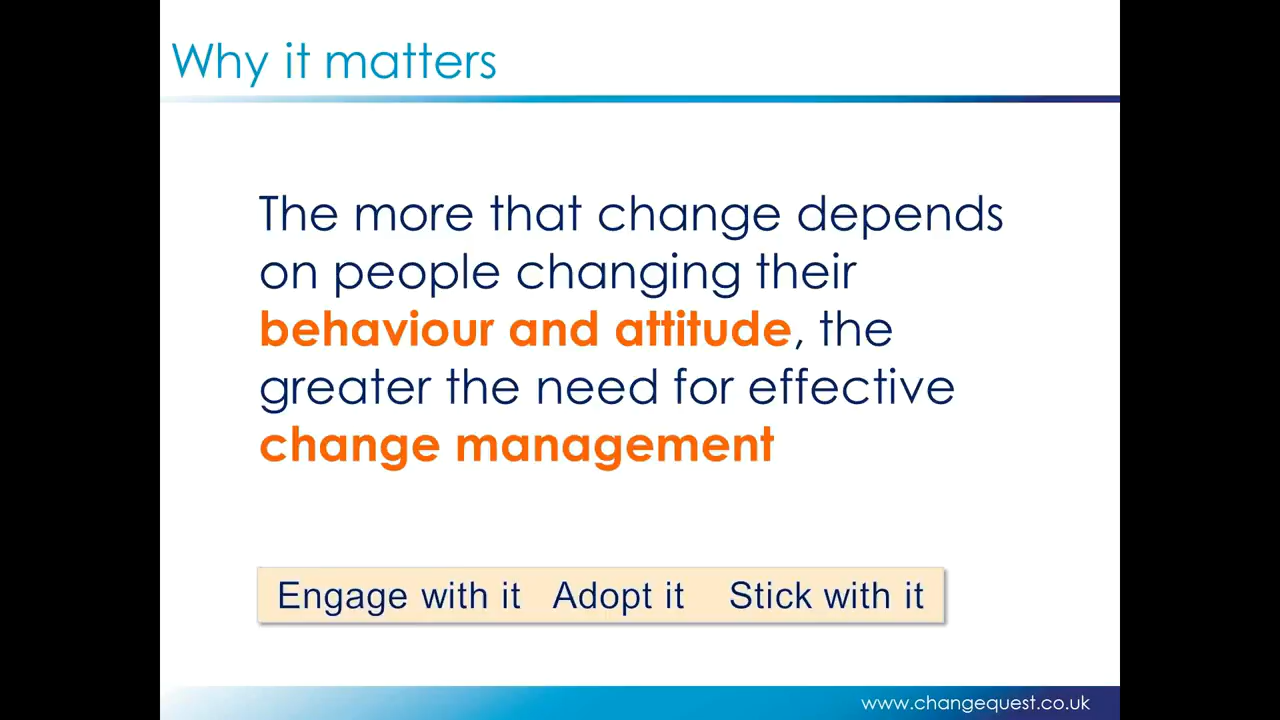 Why it matters
The more that change depends
on people changing their
behaviour and attitude, the
greater the need for effective
change management
Engage with it Adopt it Stick with it
www.changequest.co.uk